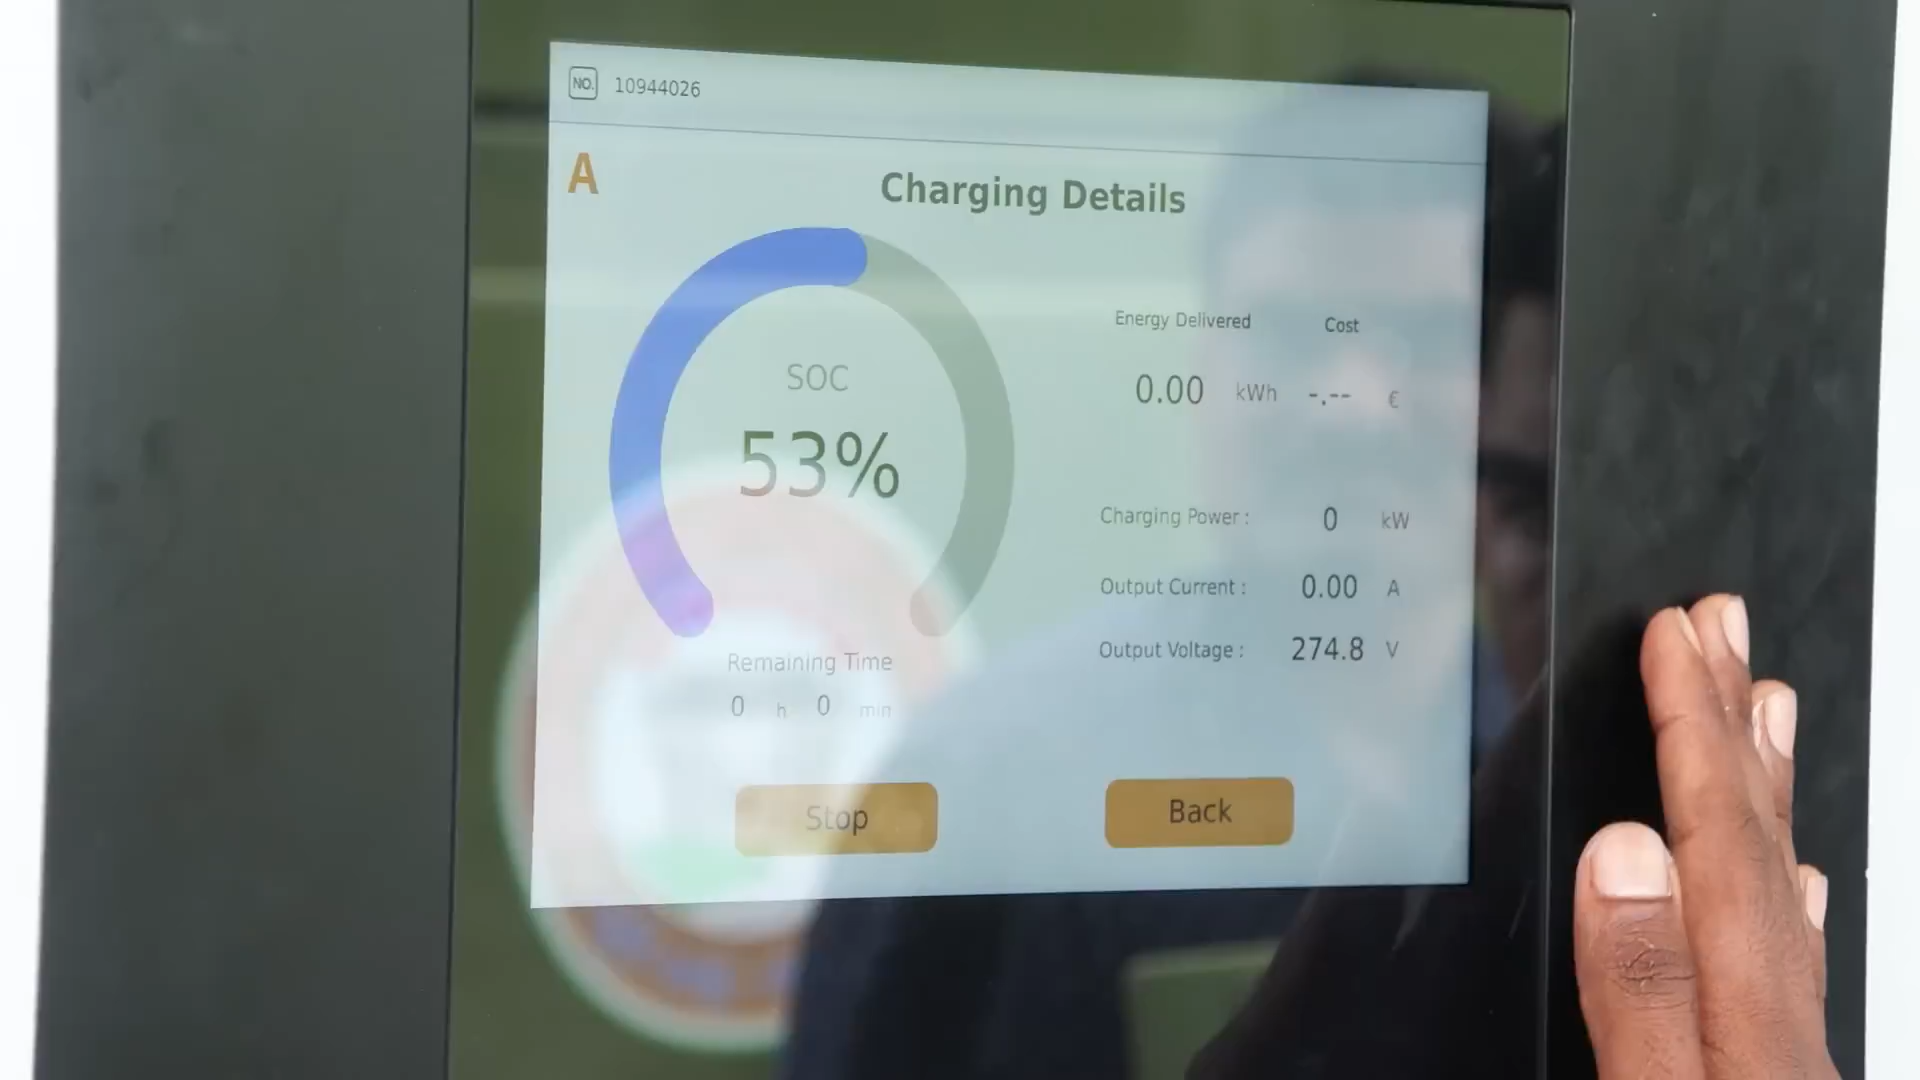 NO. 10944026
A
Charging Details
SOC
53%
Remaining Time
0 h 0 min
Energy Delivered Cost
0.00 kWh -.-- €
Charging Power : 0 kW
Output Current : 0.00 A
Output Voltage : 274.8 V
Stop Back